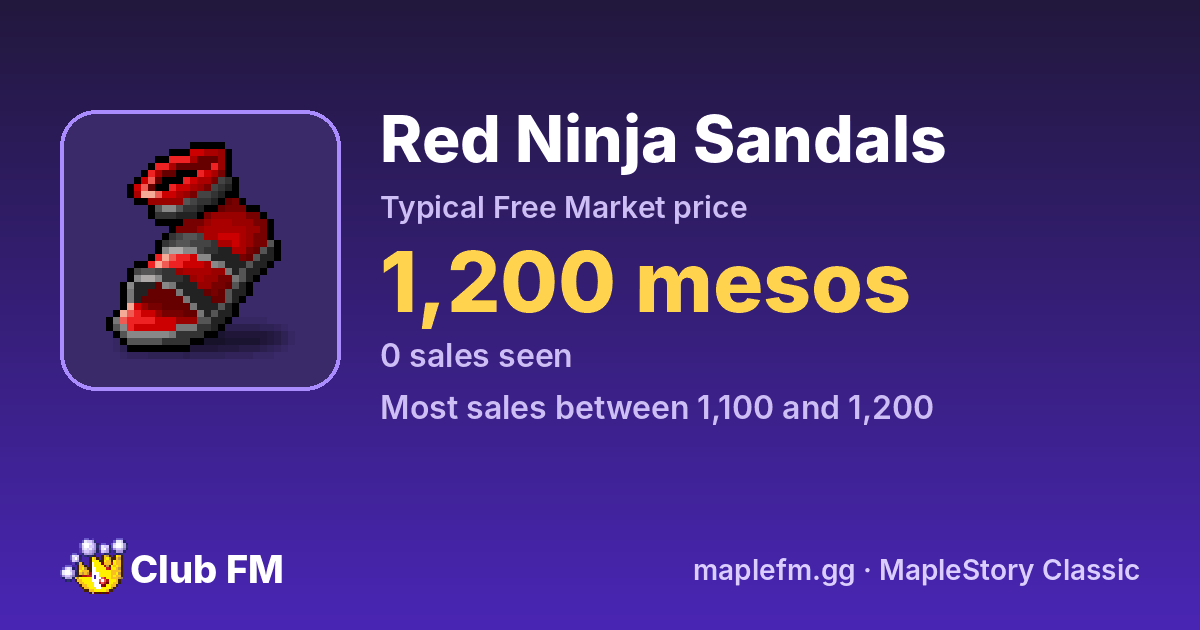 Red Ninja Sandals
Typical Free Market price
1,200 mesos
0 sales seen
Most sales between 1,100 and 1,200
Club FM
maplefm.gg · MapleStory Classic